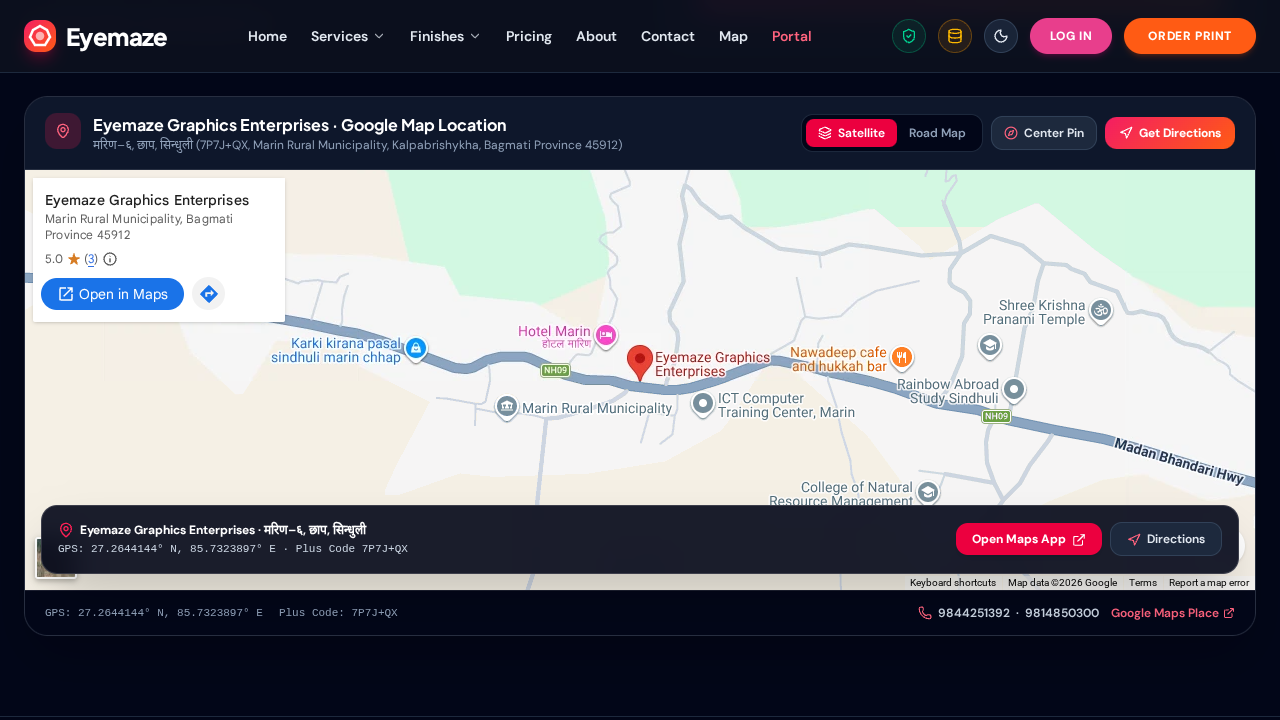 Eyemaze
Home Services Finishes Pricing About Contact Map Portal
LOG IN
ORDER PRINT
Eyemaze Graphics Enterprises · Google Map Location
मरिण–६, छाप, सिन्धुली (7P7J+QX, Marin Rural Municipality, Kalpabrishykha, Bagmati Province 45912)
Satellite
Road Map
Center Pin
Get Directions
Eyemaze Graphics Enterprises
Marin Rural Municipality, Bagmati
Province 45912
5.0 (3)
Open in Maps
Shree Krishna
Pranami Temple
Hotel Marin
होटल मारिण
Karki kirana pasal
sindhuli marin chhap
Eyemaze Graphics
Enterprises
Nawadeep cafe
and hukkah bar
NH09
Rainbow Abroad
Study Sindhuli
Marin Rural Municipality
ICT Computer
Training Center, Marin
NH09
Madan Bhandari Hwy
College of Natural
Resource Management
Eyemaze Graphics Enterprises · मरिण–६, छाप, सिन्धुली
GPS: 27.2644144° N, 85.7323897° E · Plus Code 7P7J+QX
Open Maps App
Directions
Keyboard shortcuts Map data ©2026 Google Terms Report a map error
GPS: 27.2644144° N, 85.7323897° E Plus Code: 7P7J+QX
9844251392 · 9814850300 Google Maps Place